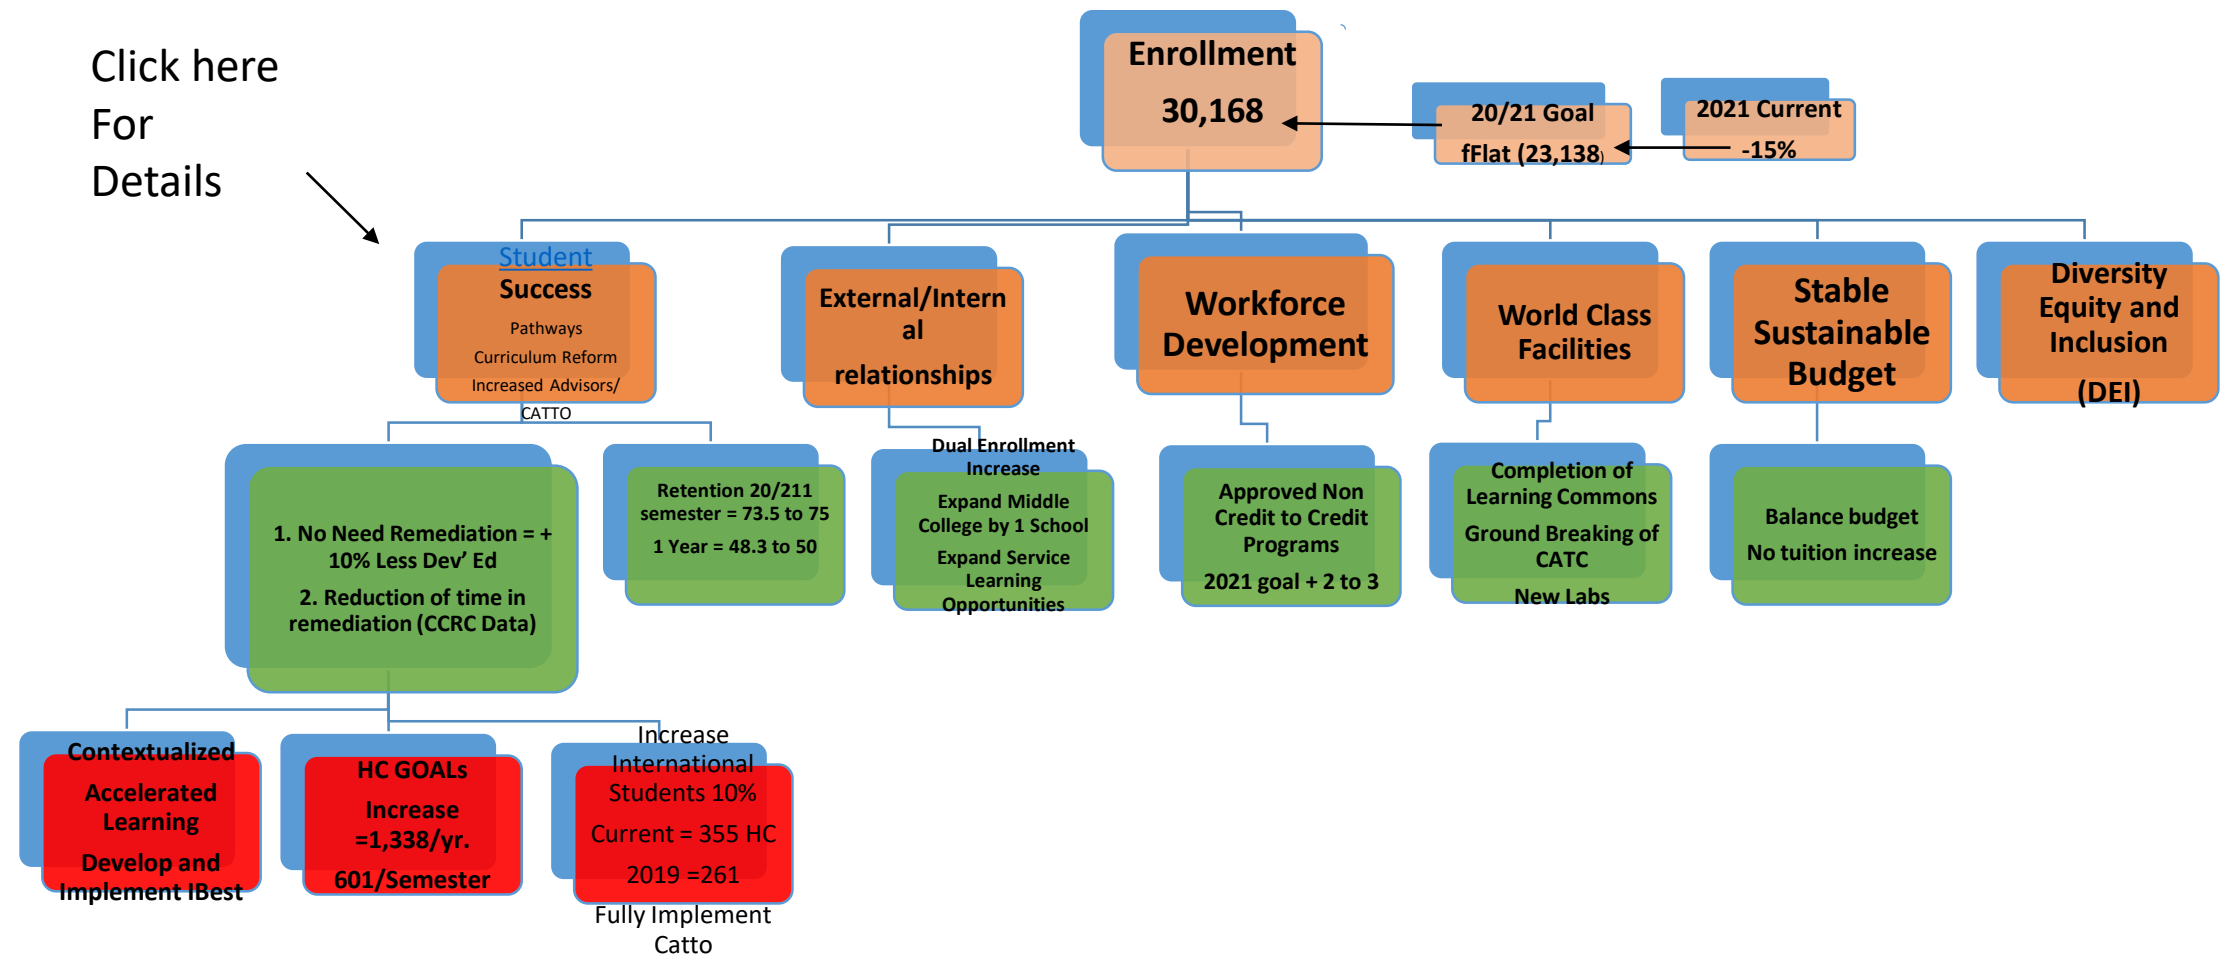 Click here
For
Details
Enrollment
30,168
20/21 Goal
fFlat (23,138)
2021 Current
-15%
Student
Success
Pathways
Curriculum Reform
Increased Advisors/
CATTO
External/Intern
al
relationships
Workforce
Development
World Class
Facilities
Stable
Sustainable
Budget
Diversity
Equity and
Inclusion
(DEI)
1. No Need Remediation = +
10% Less Dev’ Ed
2. Reduction of time in
remediation (CCRC Data)
Retention 20/211
semester = 73.5 to 75
1 Year = 48.3 to 50
Dual Enrollment
Increase
Expand Middle
College by 1 School
Expand Service
Learning
Opportunities
Approved Non
Credit to Credit
Programs
2021 goal + 2 to 3
Completion of
Learning Commons
Ground Breaking of
CATC
New Labs
Balance budget
No tuition increase
Contextualized
Accelerated
Learning
Develop and
Implement IBest
HC GOALs
Increase
=1,338/yr.
601/Semester
Increase
International
Students 10%
Current = 355 HC
2019 =261
Fully Implement
Catto